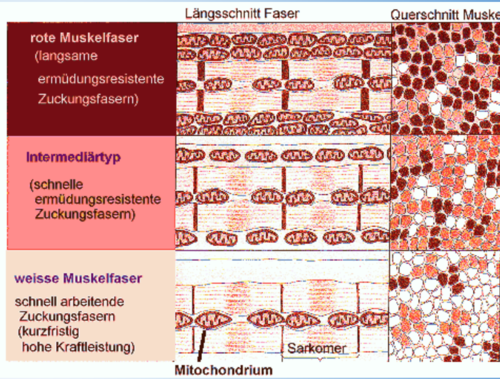 Längsschnitt Faser
Querschnitt Muske
rote Muskelfaser
(langsame
ermüdungsresistente
Zuckungsfasern)
Intermediärtyp
(schnelle
ermüdungsresistente
Zuckungsfasern)
weisse Muskelfaser
schnell arbeitende
Zuckungsfasern
(kurzfristig
hohe Kraftleistung)
Sarkomer
Mitochondrium